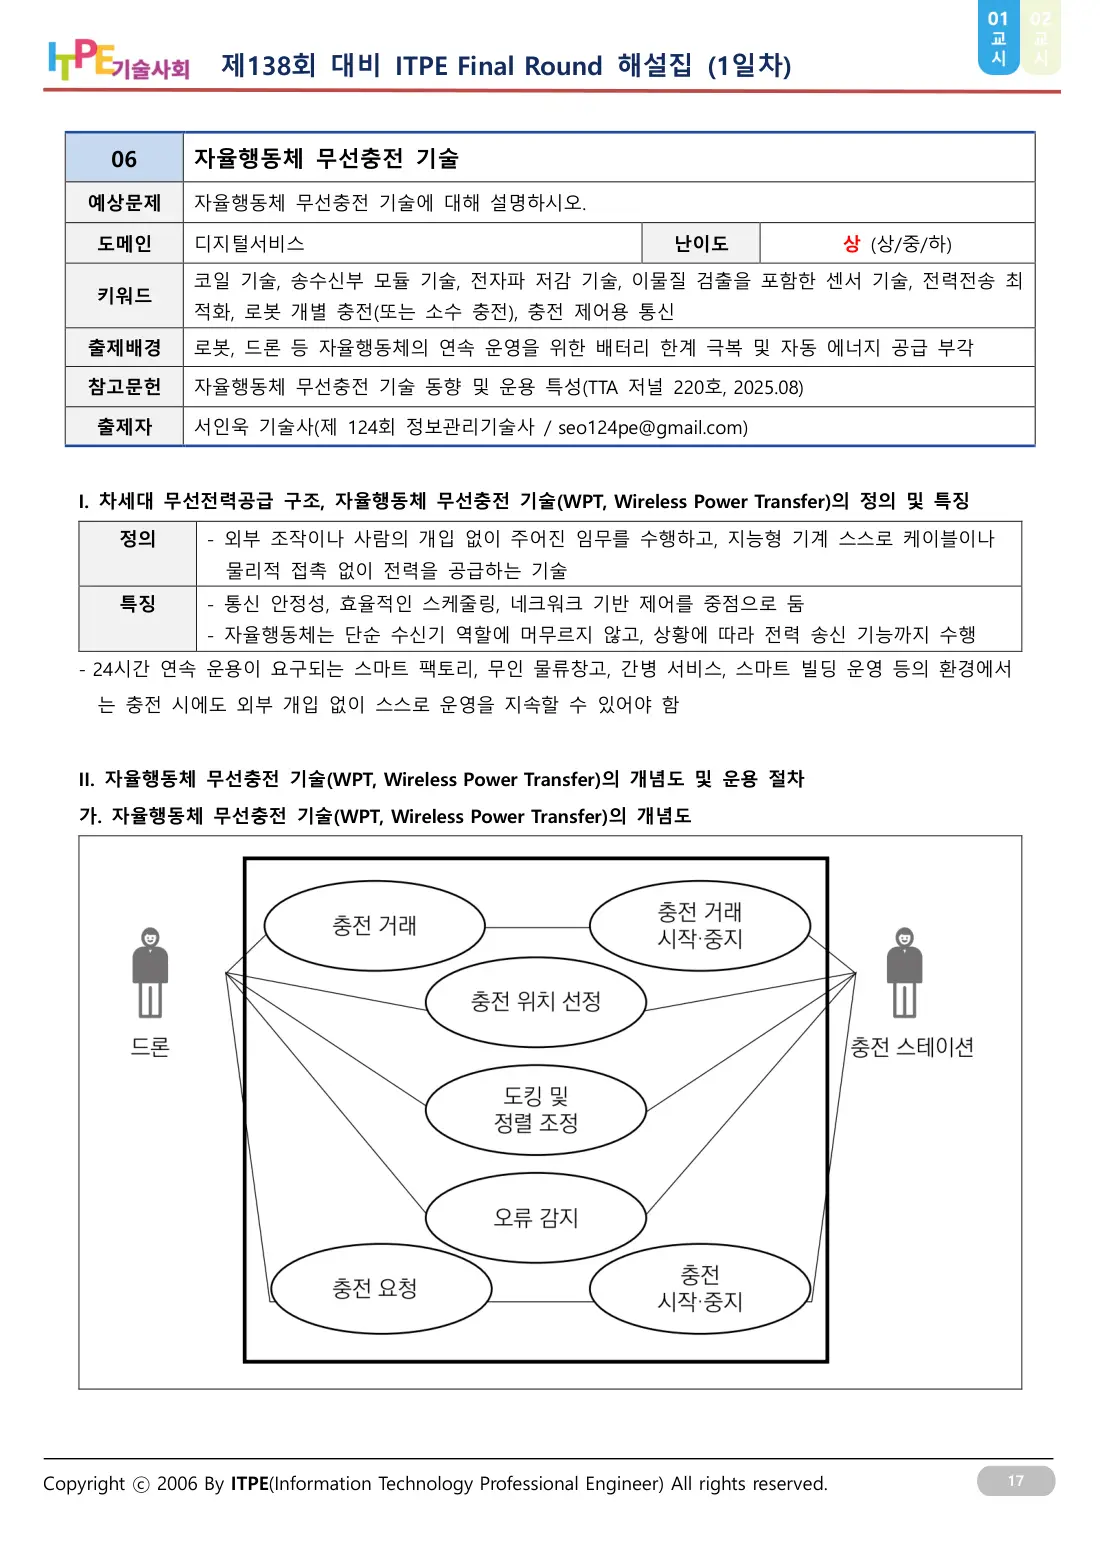 ITPE기술사회 제138회 대비 ITPE Final Round 해설집 (1일차)
01 교 시
02 교 시
06 자율행동체 무선충전 기술
예상문제 자율행동체 무선충전 기술에 대해 설명하시오.
도메인 디지털서비스 난이도 상 (상/중/하)
키워드 코일 기술, 송수신부 모듈 기술, 전자파 저감 기술, 이물질 검출을 포함한 센서 기술, 전력전송 최
적화, 로봇 개별 충전(또는 소수 충전), 충전 제어용 통신
출제배경 로봇, 드론 등 자율행동체의 연속 운영을 위한 배터리 한계 극복 및 자동 에너지 공급 부각
참고문헌 자율행동체 무선충전 기술 동향 및 운용 특성(TTA 저널 220호, 2025.08)
출제자 서인욱 기술사(제 124회 정보관리기술사 / seo124pe@gmail.com)
I. 차세대 무선전력공급 구조, 자율행동체 무선충전 기술(WPT, Wireless Power Transfer)의 정의 및 특징
정의 - 외부 조작이나 사람의 개입 없이 주어진 임무를 수행하고, 지능형 기계 스스로 케이블이나
물리적 접촉 없이 전력을 공급하는 기술
특징 - 통신 안정성, 효율적인 스케줄링, 네크워크 기반 제어를 중점으로 둠
- 자율행동체는 단순 수신기 역할에 머무르지 않고, 상황에 따라 전력 송신 기능까지 수행
- 24시간 연속 운용이 요구되는 스마트 팩토리, 무인 물류창고, 간병 서비스, 스마트 빌딩 운영 등의 환경에서
는 충전 시에도 외부 개입 없이 스스로 운영을 지속할 수 있어야 함
II. 자율행동체 무선충전 기술(WPT, Wireless Power Transfer)의 개념도 및 운용 절차
가. 자율행동체 무선충전 기술(WPT, Wireless Power Transfer)의 개념도
충전 거래
충전 거래
시작·중지
충전 위치 선정
드론
충전 스테이션
도킹 및
정렬 조정
오류 감지
충전 요청
충전
시작·중지
Copyright ⓒ 2006 By ITPE(Information Technology Professional Engineer) All rights reserved.
17